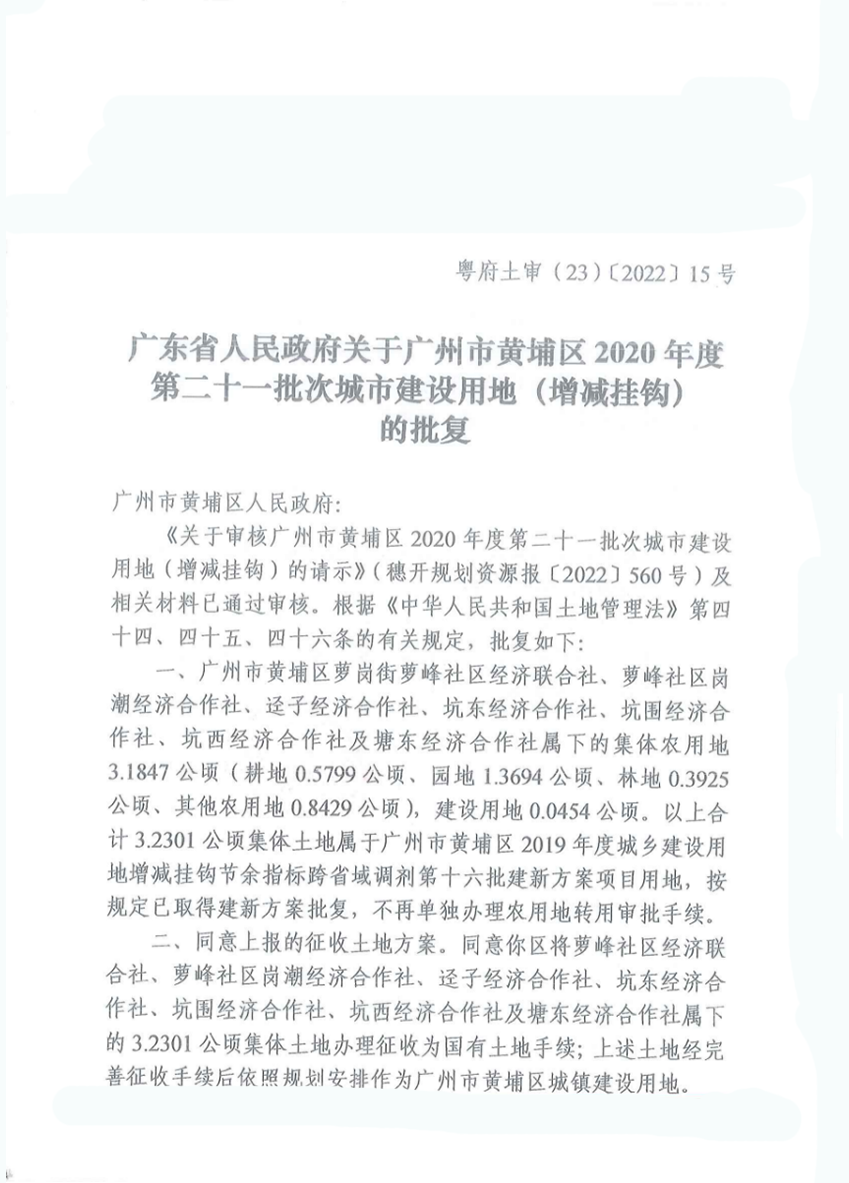 粤府土审（23）〔2022〕15号
广东省人民政府关于广州市黄埔区2020年度
第二十一批次城市建设用地（增减挂钩）
的批复
广州市黄埔区人民政府：
《关于审核广州市黄埔区2020年度第二十一批次城市建设
用地（增减挂钩）的请示》（穗开规划资源报〔2022〕560号）及
相关材料已通过审核。根据《中华人民共和国土地管理法》第四
十四、四十五、四十六条的有关规定，批复如下：
一、广州市黄埔区萝岗街萝峰社区经济联合社、萝峰社区岗
潮经济合作社、迳子经济合作社、坑东经济合作社、坑围经济合
作社、坑西经济合作社及塘东经济合作社属下的集体农用地
3.1847公顷（耕地0.5799公顷、园地1.3694公顷、林地0.3925
公顷、其他农用地0.8429公顷），建设用地0.0454公顷。以上合
计3.2301公顷集体土地属于广州市黄埔区2019年度城乡建设用
地增减挂钩节余指标跨省域调剂第十六批建新方案项目用地，按
规定已取得建新方案批复，不再单独办理农用地转用审批手续。
二、同意上报的征收土地方案。同意你区将萝峰社区经济联
合社、萝峰社区岗潮经济合作社、迳子经济合作社、坑东经济合
作社、坑围经济合作社、坑西经济合作社及塘东经济合作社属下
的3.2301公顷集体土地办理征收为国有土地手续；上述土地经完
善征收手续后依照规划安排作为广州市黄埔区城镇建设用地。